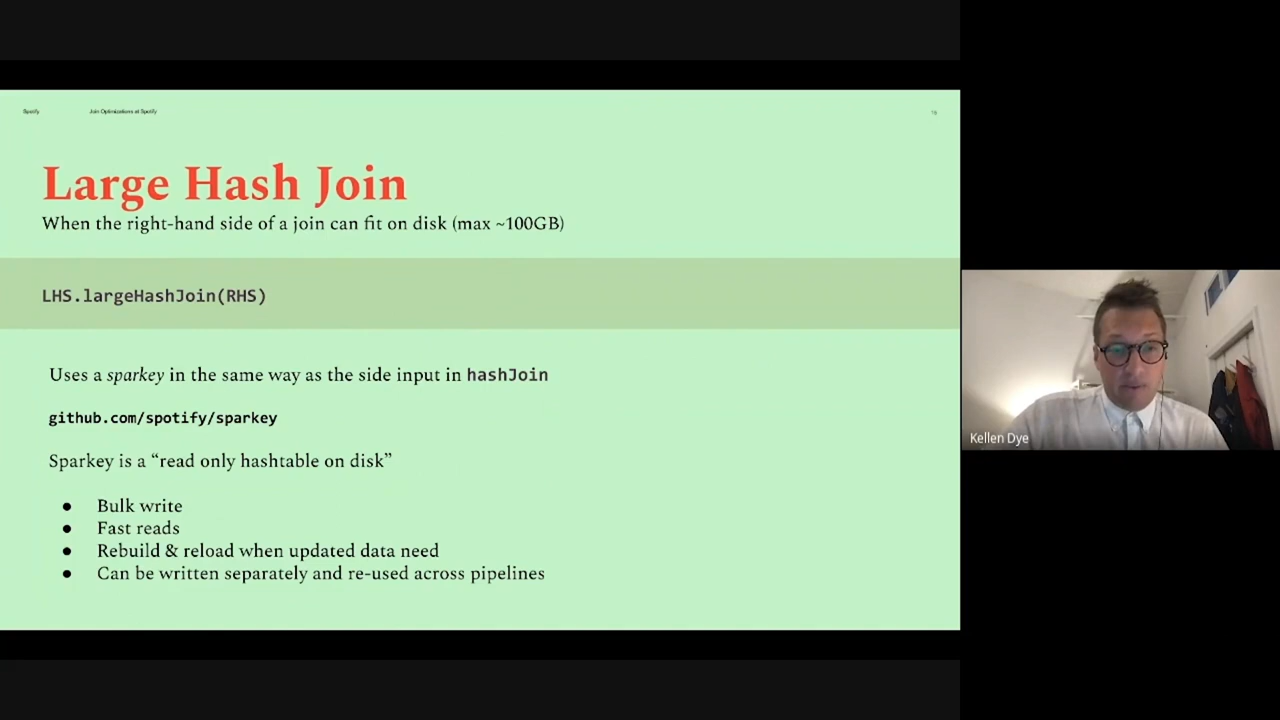 Spotify
Join Optimizations at Spotify
Large Hash Join
When the right-hand side of a join can fit on disk (max ~100GB)
LHS.largeHashJoin(RHS)
Uses a sparkey in the same way as the side input in hashJoin
github.com/spotify/sparkey
Sparkey is a “read only hashtable on disk”
● Bulk write
● Fast reads
● Rebuild & reload when updated data need
● Can be written separately and re-used across pipelines
Kellen Dye